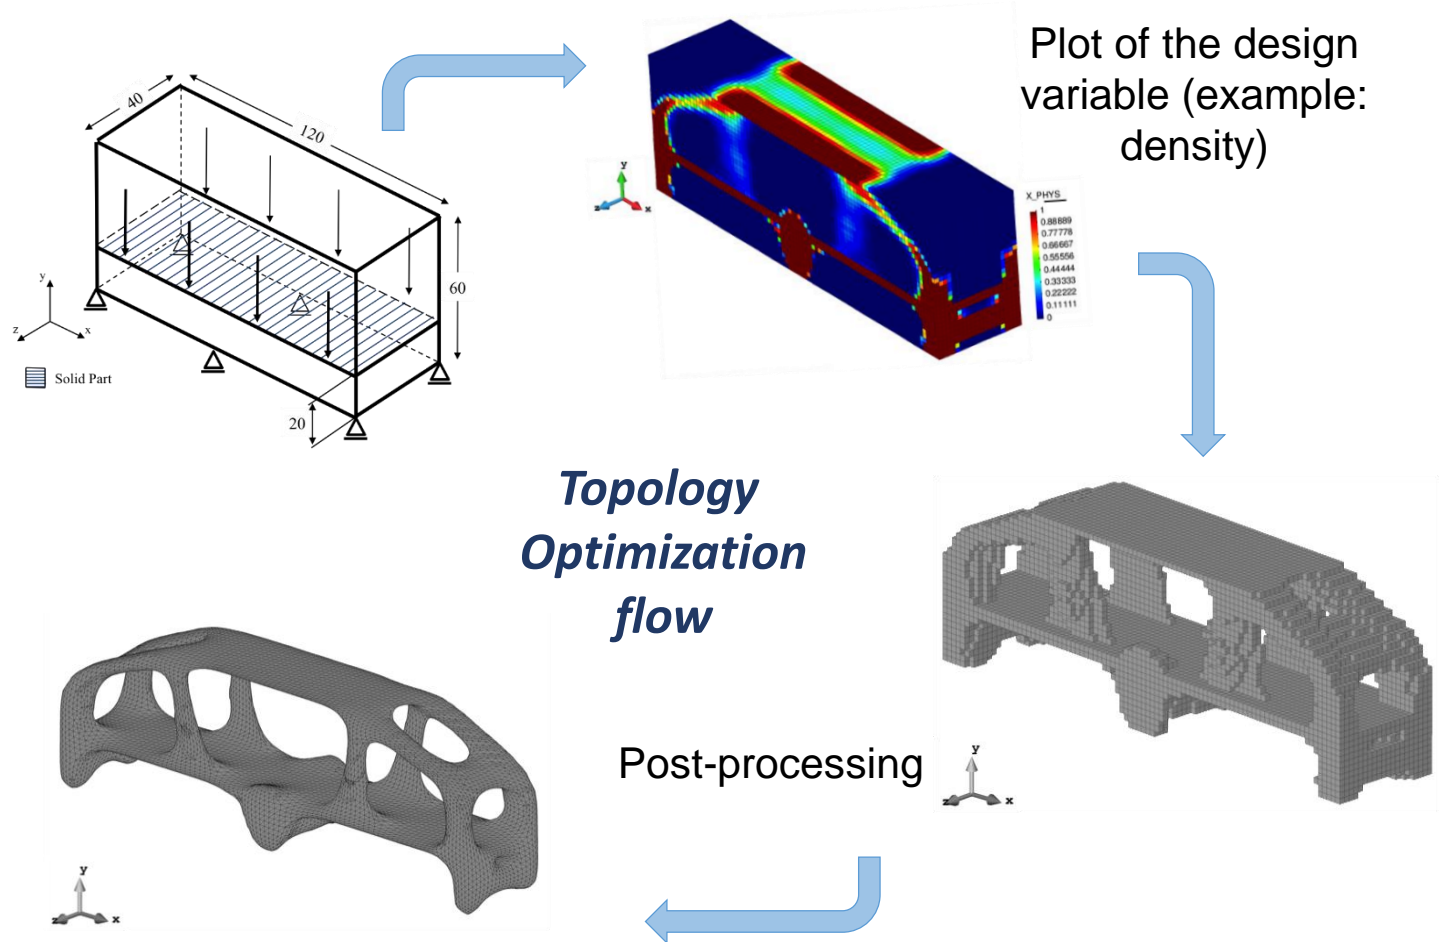 40
120
60
20
y
z
x
Solid Part
y
z
x
Plot of the design
variable (example:
density)
X_PHYS
1
0.88889
0.77778
0.66667
0.55556
0.44444
0.33333
0.22222
0.11111
0
Topology
Optimization
flow
Post-processing
y
z
x
y
z
x